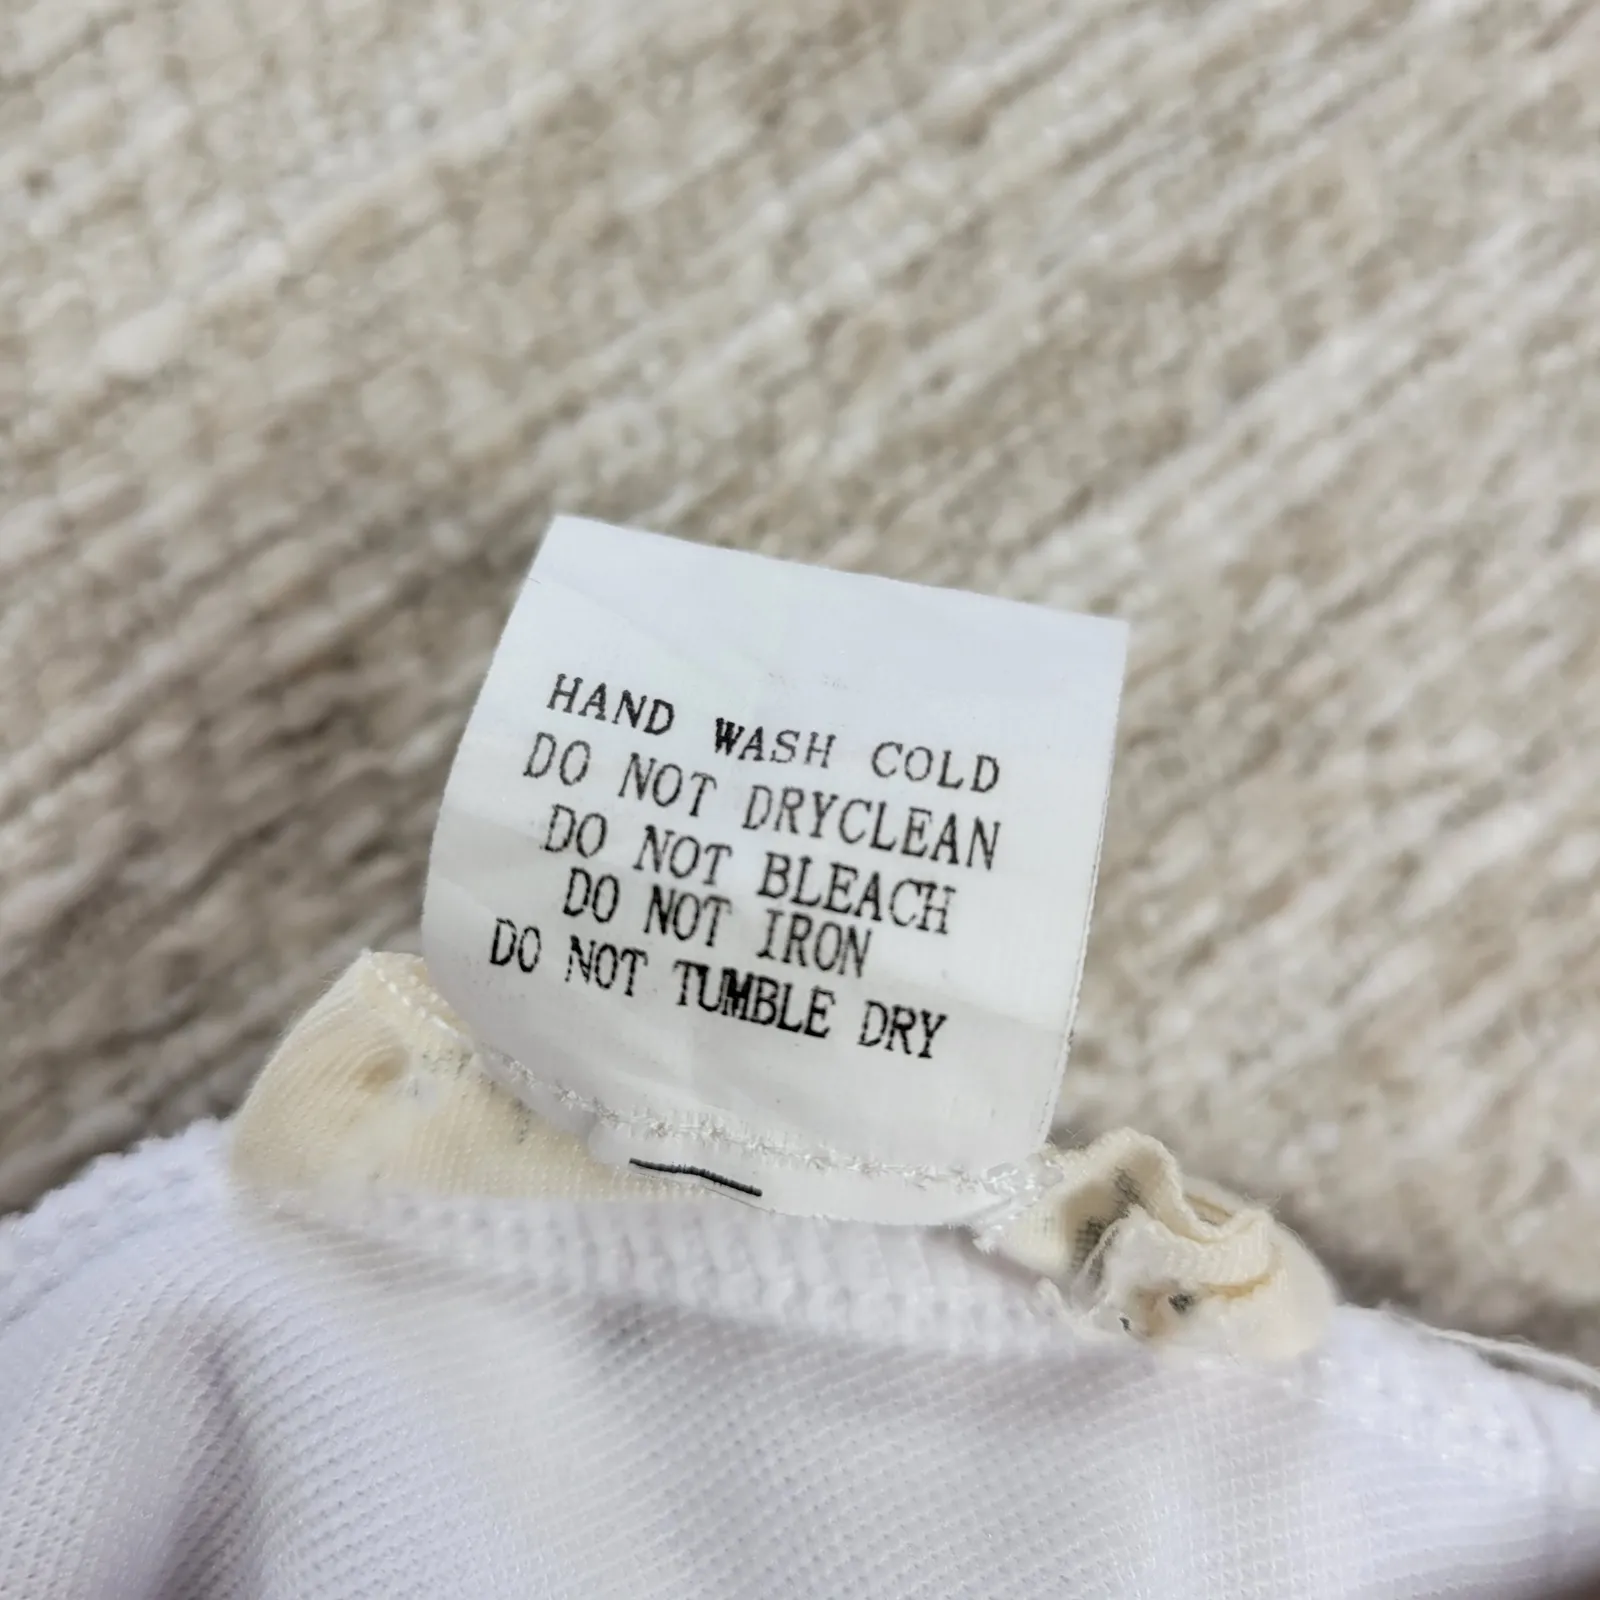 HAND WASH COLD
DO NOT DRYCLEAN
DO NOT BLEACH
DO NOT IRON
DO NOT TUMBLE DRY